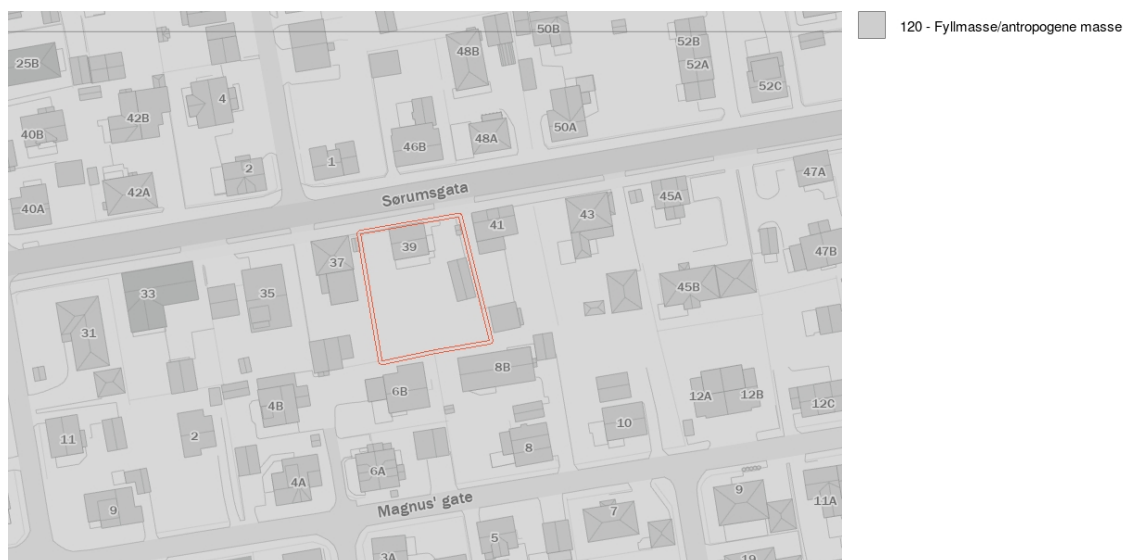 120 - Fyllmasse/antropogene masse
50B
52B
48B
25B
52A
52C
4
42B
50A
40B
48A
46B
1
2
47A
42A
45A
Sørumsgata
40A
43
41
39
47B
37
45B
33
35
31
8B
6B
12A
12B
12C
4B
10
11
2
8
6A
4A
9
11A
Magnus' gate
9
7
5
3A
19